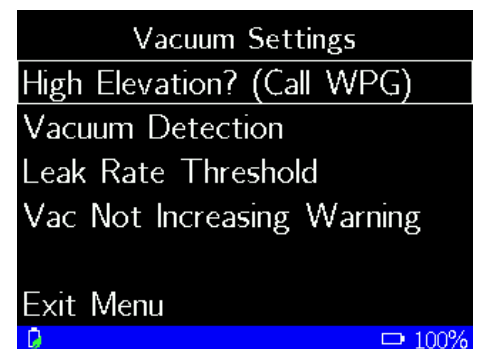 Vacuum Settings
High Elevation? (Call WPG)
Vacuum Detection
Leak Rate Threshold
Vac Not Increasing Warning
Exit Menu
100%